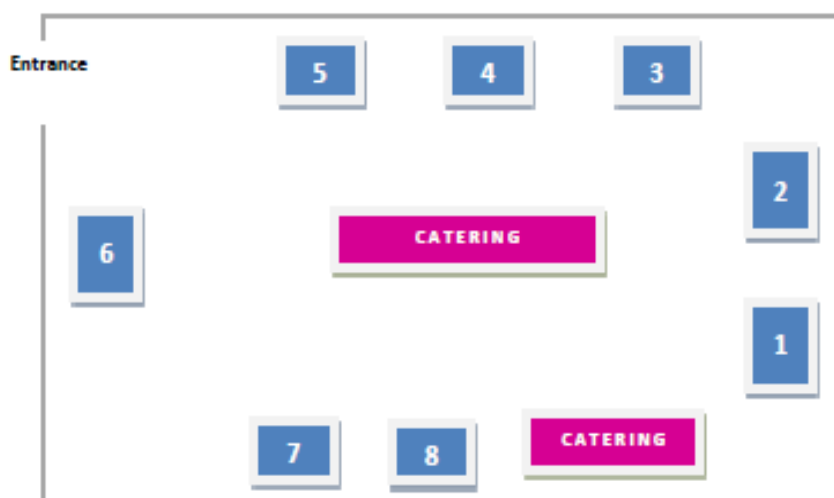 Entrance
5 4 3
2
6
CATERING
1
7 8
CATERING